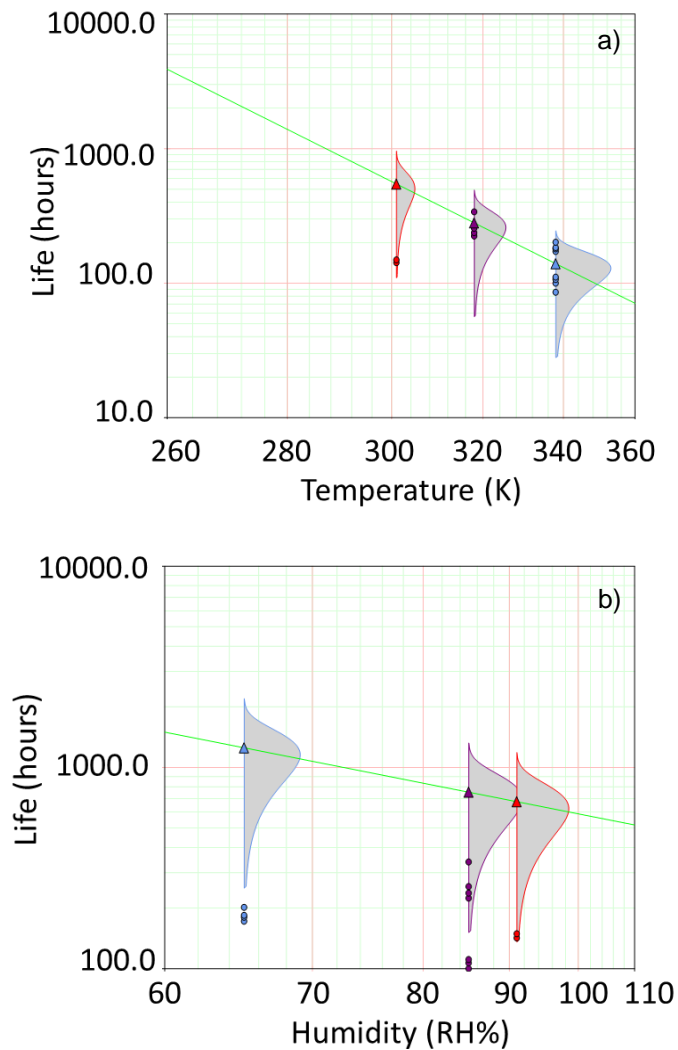 10000.0
a)
1000.0
Life (hours)
100.0
10.0
260 280 300 320 340 360
Temperature (K)
10000.0
b)
Life (hours)
1000.0
100.0
60 70 80 90 100 110
Humidity (RH%)